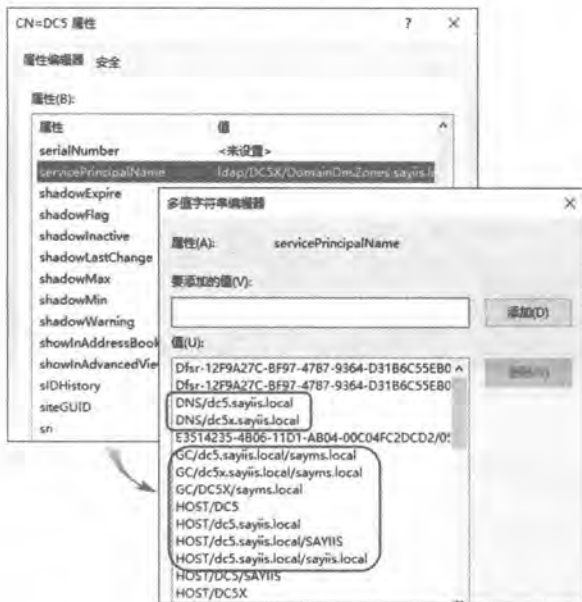 CN=DC5 属性
? ×
属性编辑器 安全
属性(B):
属性 值
serialNumber <未设置>
servicePrincipalName ldap/DC5X/DomainDnsZones.sayiis.l
shadowExpire
shadowFlag
shadowInactive
shadowLastChange
shadowMax
shadowMin
shadowWarning
showInAddressBook
showInAdvancedVie
sIDHistory
siteGUID
sn
多值字符串编辑器 ×
属性(A): servicePrincipalName
要添加的值(V):
添加(D)
值(U):
Dfsr-12F9A27C-BF97-4787-9364-D31B6C55EB0
Dfsr-12F9A27C-BF97-4787-9364-D31B6C55EB0
DNS/dc5.sayiis.local
DNS/dc5x.sayiis.local
E3514235-4B06-11D1-AB04-00C04FC2DCD2/05
GC/dc5.sayiis.local/sayms.local
GC/dc5x.sayiis.local/sayms.local
GC/DC5X/sayms.local
HOST/DC5
HOST/dc5.sayiis.local
HOST/dc5.sayiis.local/SAYIIS
HOST/dc5.sayiis.local/sayiis.local
HOST/DC5/SAYIIS
HOST/DC5X